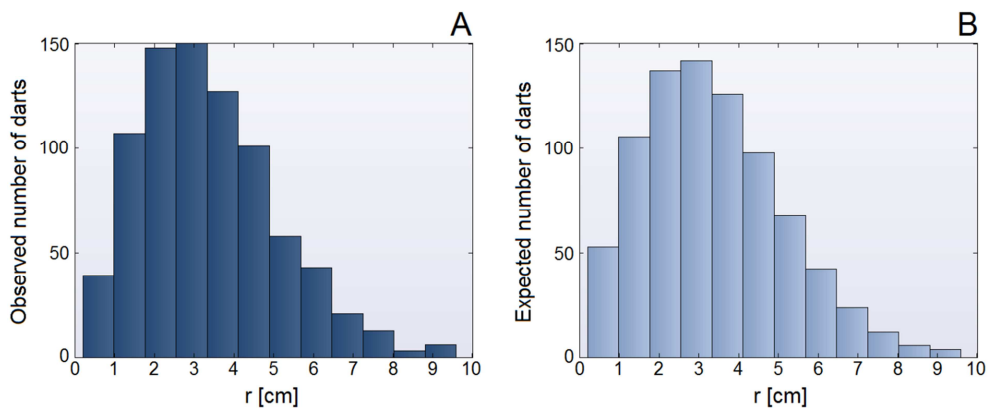 A
150
100
50
0
0 1 2 3 4 5 6 7 8 9 10
r [cm]
Observed number of darts
B
150
100
50
0
0 1 2 3 4 5 6 7 8 9 10
r [cm]
Expected number of darts